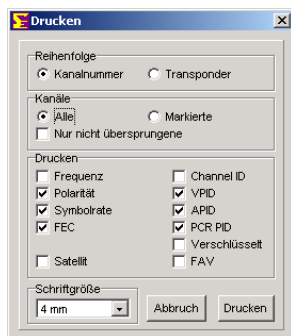 Drucken
Reihenfolge
Kanalnummer Transponder
Kanäle
Alle Markierte
Nur nicht übersprungene
Drucken
Frequenz Channel ID
Polarität VPID
Symbolrate APID
FEC PCR PID
Verschlüsselt
Satellit FAV
Schriftgröße
4 mm Abbruch Drucken